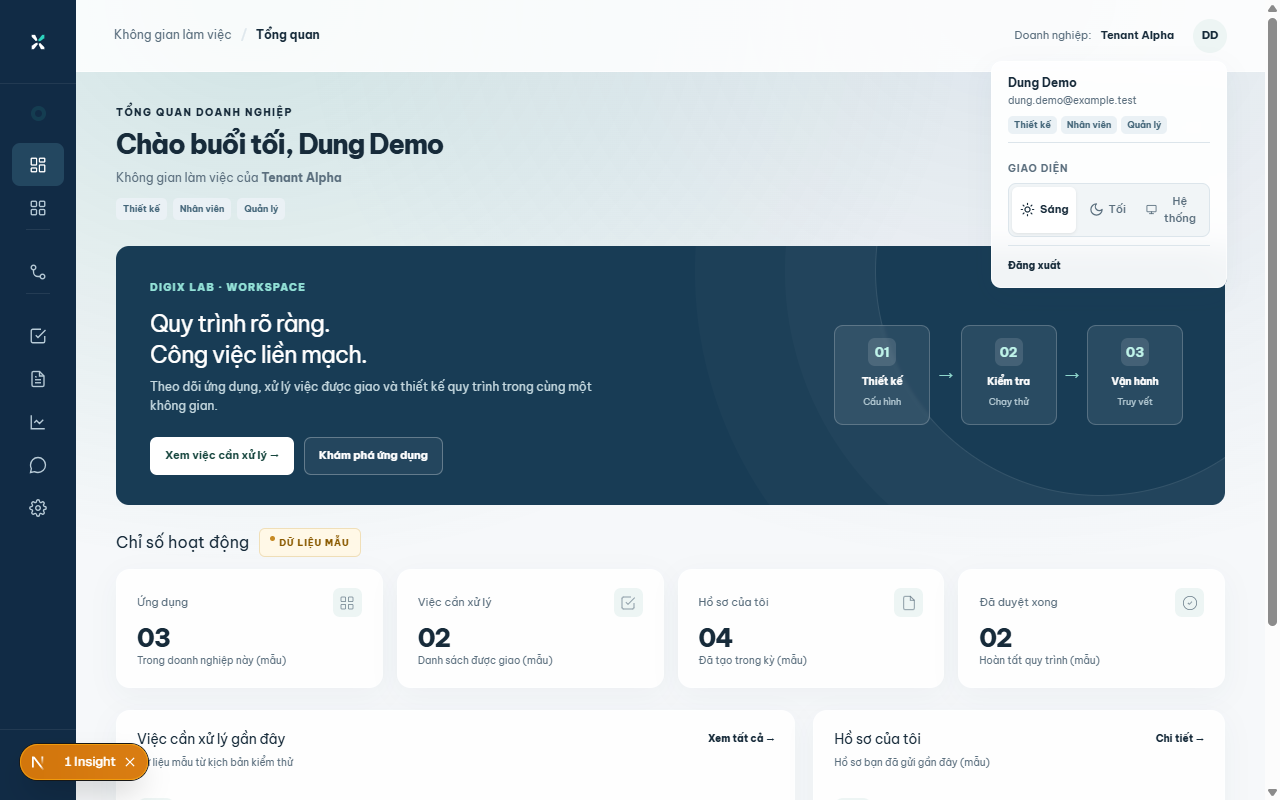 Không gian làm việc / Tổng quan
Doanh nghiệp: Tenant Alpha DD
Dung Demo
dung.demo@example.test
Thiết kế Nhân viên Quản lý
GIAO DIỆN
Sáng Tối Hệ thống
Đăng xuất
TỔNG QUAN DOANH NGHIỆP
Chào buổi tối, Dung Demo
Không gian làm việc của Tenant Alpha
Thiết kế Nhân viên Quản lý
DIGIX LAB · WORKSPACE
Quy trình rõ ràng.
Công việc liền mạch.
Theo dõi ứng dụng, xử lý việc được giao và thiết kế quy trình trong cùng một
không gian.
Xem việc cần xử lý → Khám phá ứng dụng
01 → 02 → 03
Thiết kế Kiểm tra Vận hành
Cấu hình Chạy thử Truy vết
Chỉ số hoạt động DỮ LIỆU MẪU
Ứng dụng
03
Trong doanh nghiệp này (mẫu)
Việc cần xử lý
02
Danh sách được giao (mẫu)
Hồ sơ của tôi
04
Đã tạo trong kỳ (mẫu)
Đã duyệt xong
02
Hoàn tất quy trình (mẫu)
Việc cần xử lý gần đây Xem tất cả →
liệu mẫu từ kịch bản kiểm thử
Hồ sơ của tôi Chi tiết →
Hồ sơ bạn đã gửi gần đây (mẫu)
1 Insight